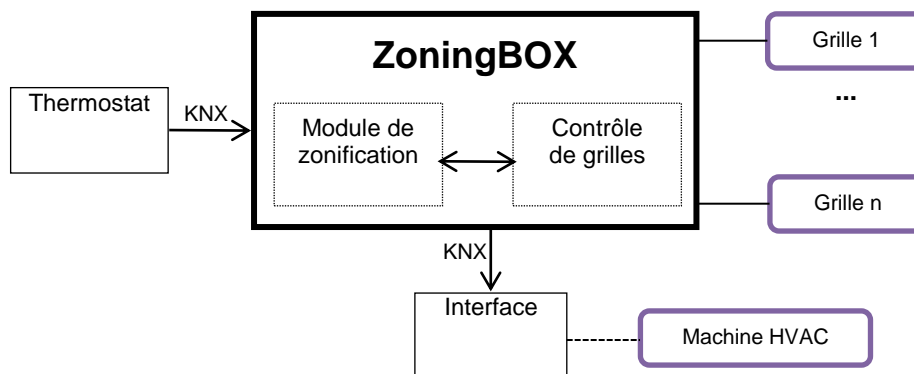 ZoningBOX
Grille 1
...
Thermostat
KNX
Module de
zonification
Contrôle
de grilles
Grille n
KNX
Interface
Machine HVAC